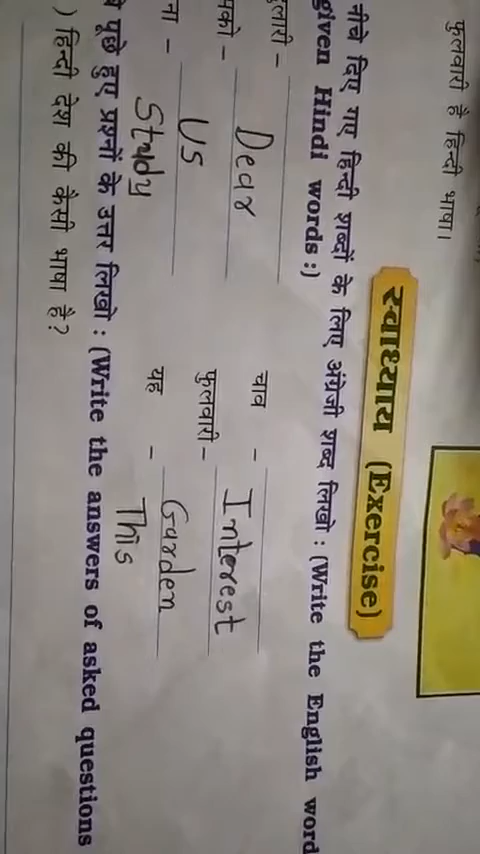 फुलवारी है हिन्दी भाषा।
स्वाध्याय (Exercise)
नीचे दिए गए हिन्दी शब्दों के लिए अंग्रेजी शब्द लिखो : (Write the English word
given Hindi words :)
दुलारी - Dear चाव - Interest
मको - Us फुलवारी - Garden
ना - Study यह - This
पूछे हुए प्रश्नों के उत्तर लिखो : (Write the answers of asked questions
) हिन्दी देश की कैसी भाषा है?